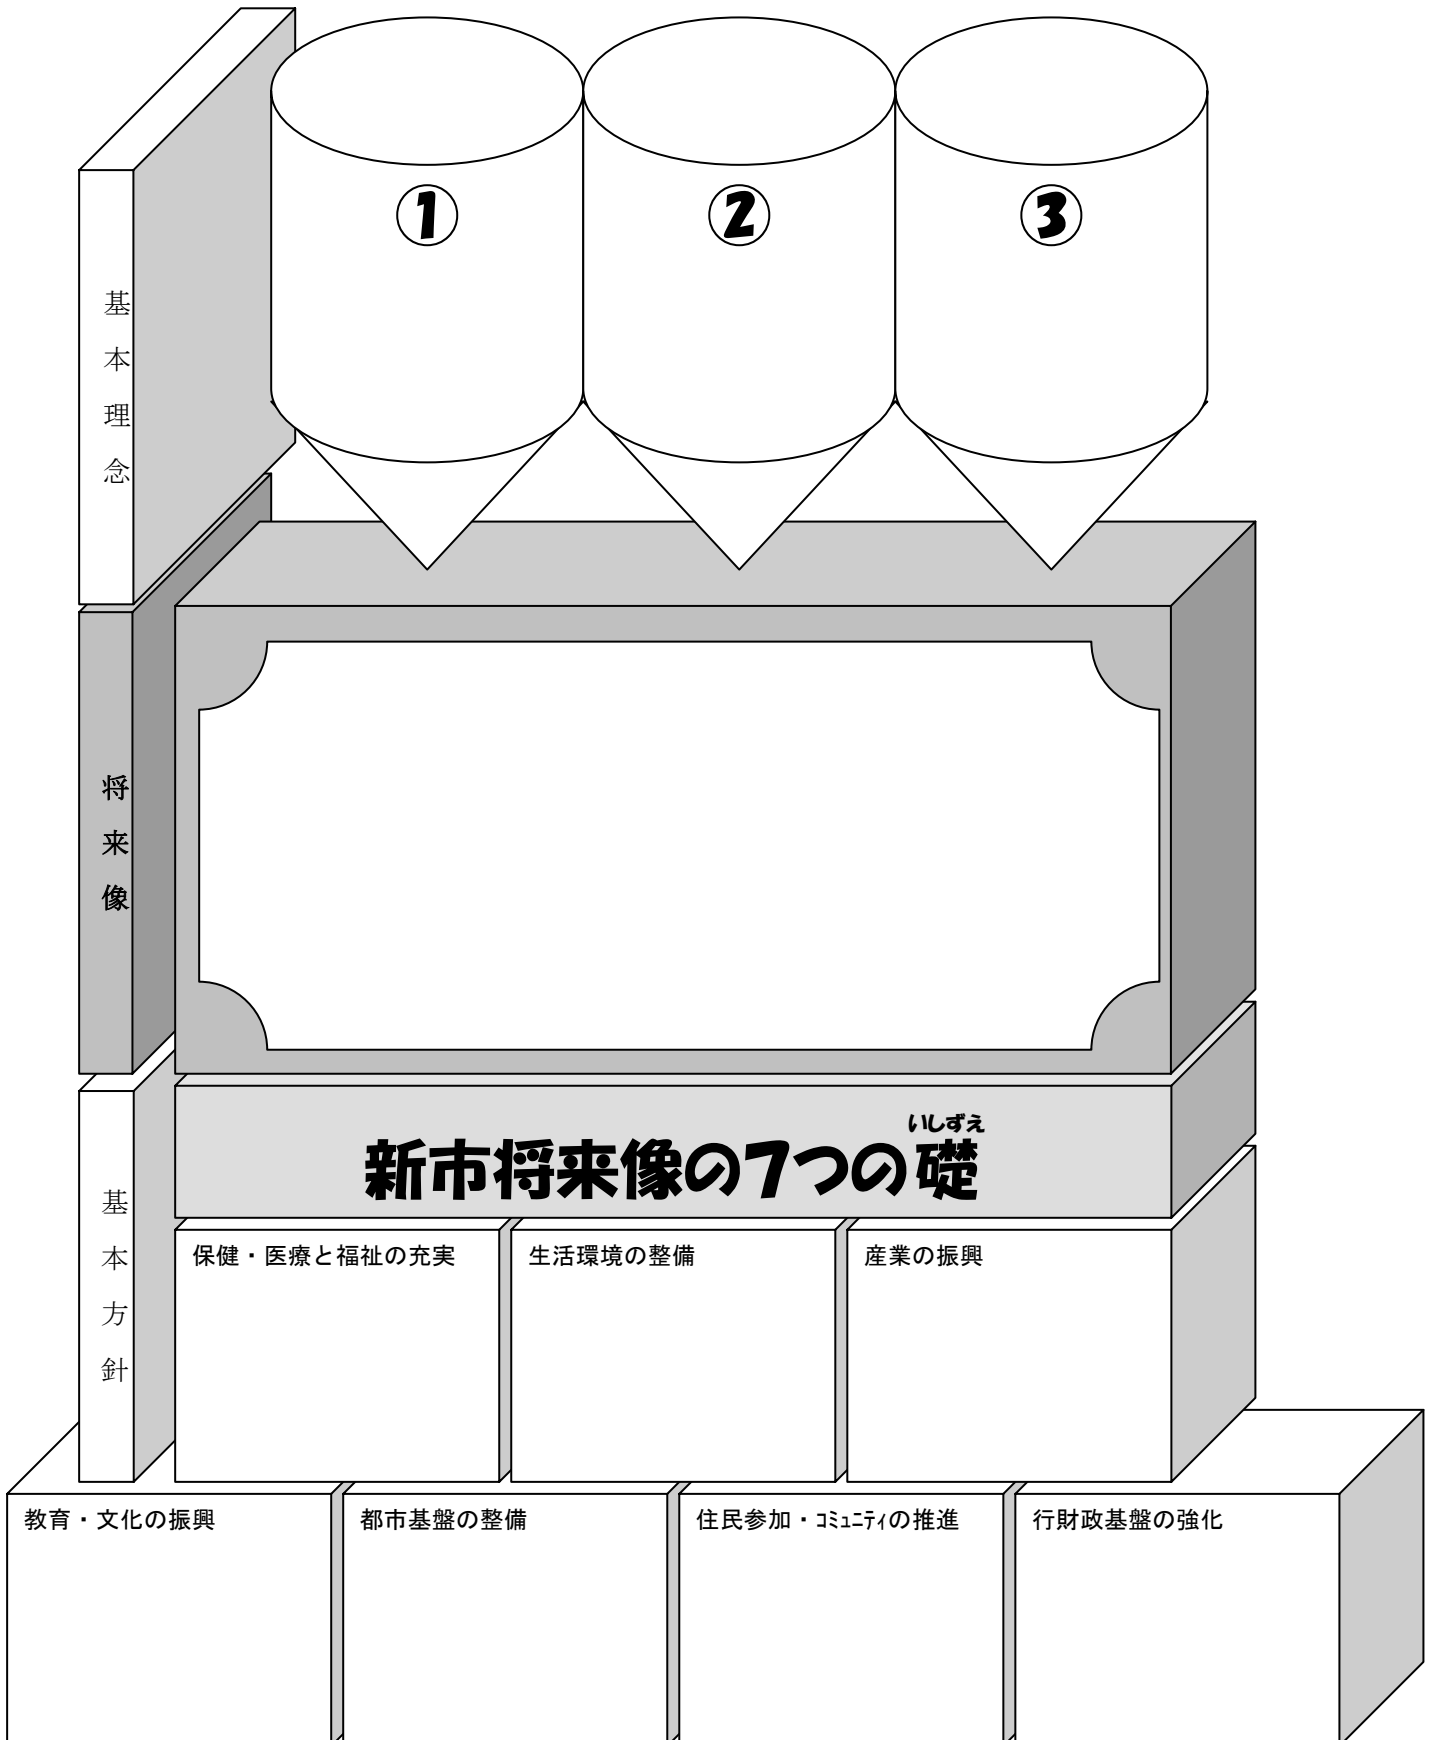 基本理念
①
②
③
将来像
基本方針
いしずえ
新市将来像の7つの礎
保健・医療と福祉の充実
生活環境の整備
産業の振興
教育・文化の振興
都市基盤の整備
住民参加・ｺﾐｭﾆﾃｨの推進
行財政基盤の強化